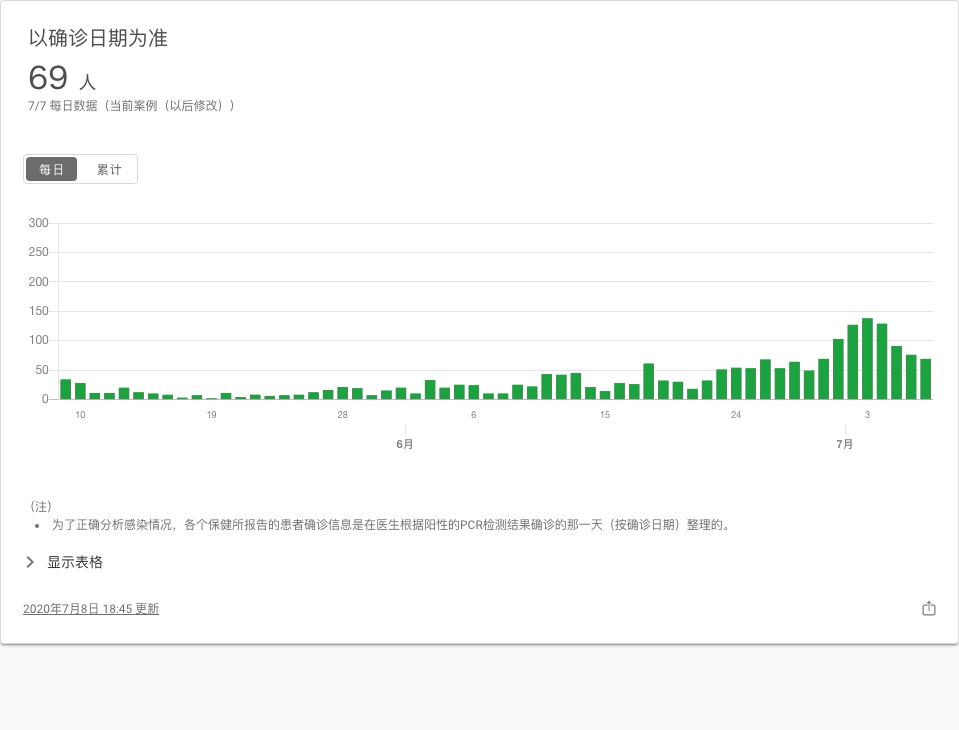 以确诊日期为准
69 人
7/7 每日数据（当前案例（以后修改））
每日 累计
300
250
200
150
100
50
0
10 19 28 6 15 24 3
6月 7月
（注）
• 为了正确分析感染情况，各个保健所报告的患者确诊信息是在医生根据阳性的PCR检测结果确诊的那一天（按确诊日期）整理的。
显示表格
2020年7月8日 18:45 更新